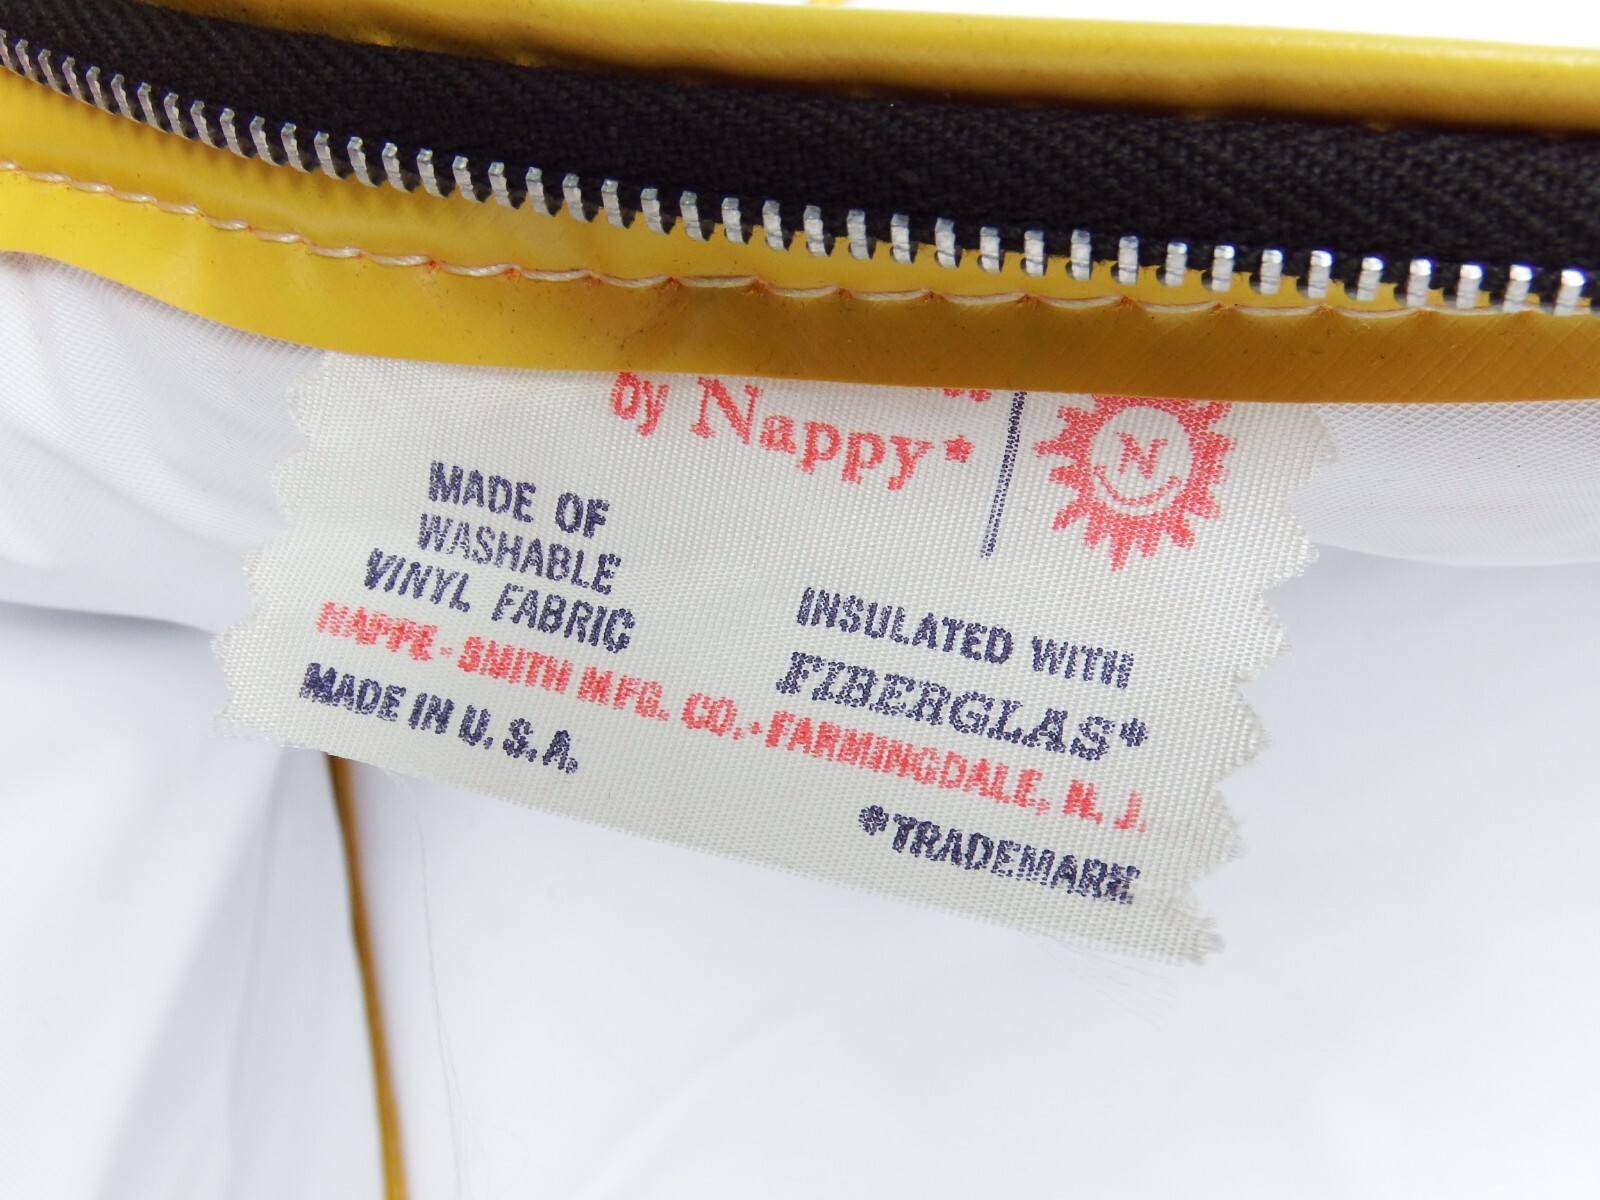 by Nappy*
N
MADE OF
WASHABLE
VINYL FABRIC
INSULATED WITH
FIBERGLAS*
NAPPE-SMITH MFG. CO. • FARMINGDALE, N. J.
MADE IN U. S. A.
*TRADEMARK